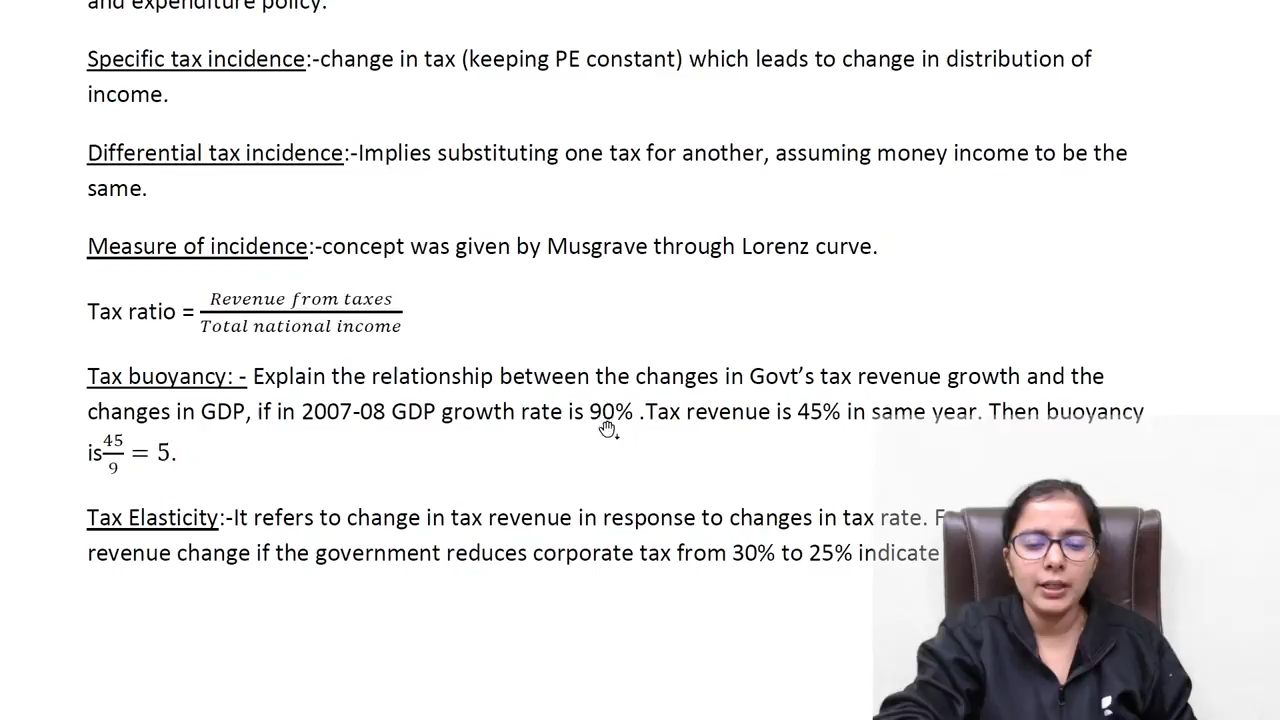 and expenditure policy.
Specific tax incidence:-change in tax (keeping PE constant) which leads to change in distribution of
income.
Differential tax incidence:-Implies substituting one tax for another, assuming money income to be the
same.
Measure of incidence:-concept was given by Musgrave through Lorenz curve.
Tax ratio = Revenue from taxes / Total national income
Tax buoyancy: - Explain the relationship between the changes in Govt’s tax revenue growth and the
changes in GDP, if in 2007-08 GDP growth rate is 90% .Tax revenue is 45% in same year. Then buoyancy
is 45/9 = 5.
Tax Elasticity:-It refers to change in tax revenue in response to changes in tax rate.
revenue change if the government reduces corporate tax from 30% to 25% indicate